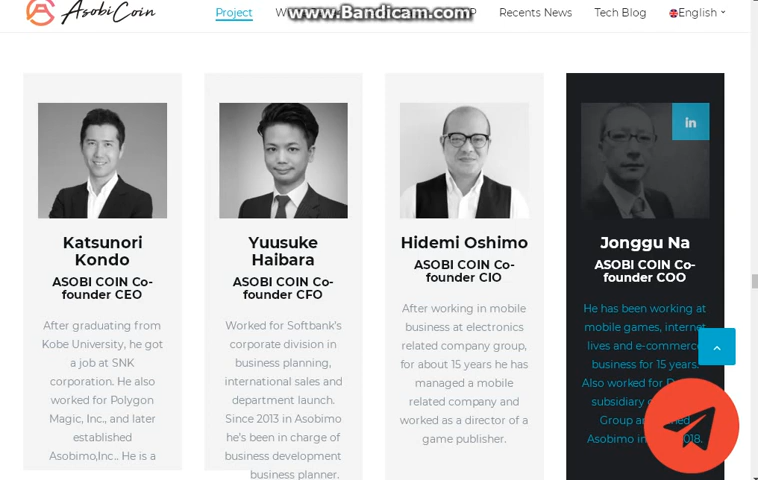 AsobiCoin
Project
W
www.Bandicam.com
P
Recents News
Tech Blog
English
in
Katsunori
Kondo
ASOBI COIN Co-
founder CEO
After graduating from
Kobe University, he got
a job at SNK
corporation. He also
worked for Polygon
Magic, Inc., and later
established
Asobimo,Inc.. He is a
Yuusuke
Haibara
ASOBI COIN Co-
founder CFO
Worked for Softbank's
corporate division in
business planning,
international sales and
department launch.
Since 2013 in Asobimo
he's been in charge of
business development
business planner.
Hidemi Oshimo
ASOBI COIN Co-
founder CIO
After working in mobile
business at electronics
related company group,
for about 15 years he has
managed a mobile
related company and
worked as a director of a
game publisher.
Jonggu Na
ASOBI COIN Co-
founder COO
He has been working at
mobile games, internet
lives and e-commerce
business for 15 years.
Also worked for
subsidiary
Group
Asobimo in 2018.